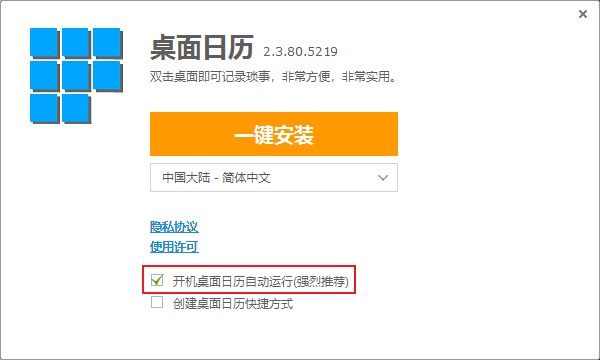 桌面日历 2.3.80.5219
双击桌面即可记录琐事，非常方便，非常实用。
一键安装
中国大陆 - 简体中文
隐私协议
使用许可
开机桌面日历自动运行(强烈推荐)
创建桌面日历快捷方式